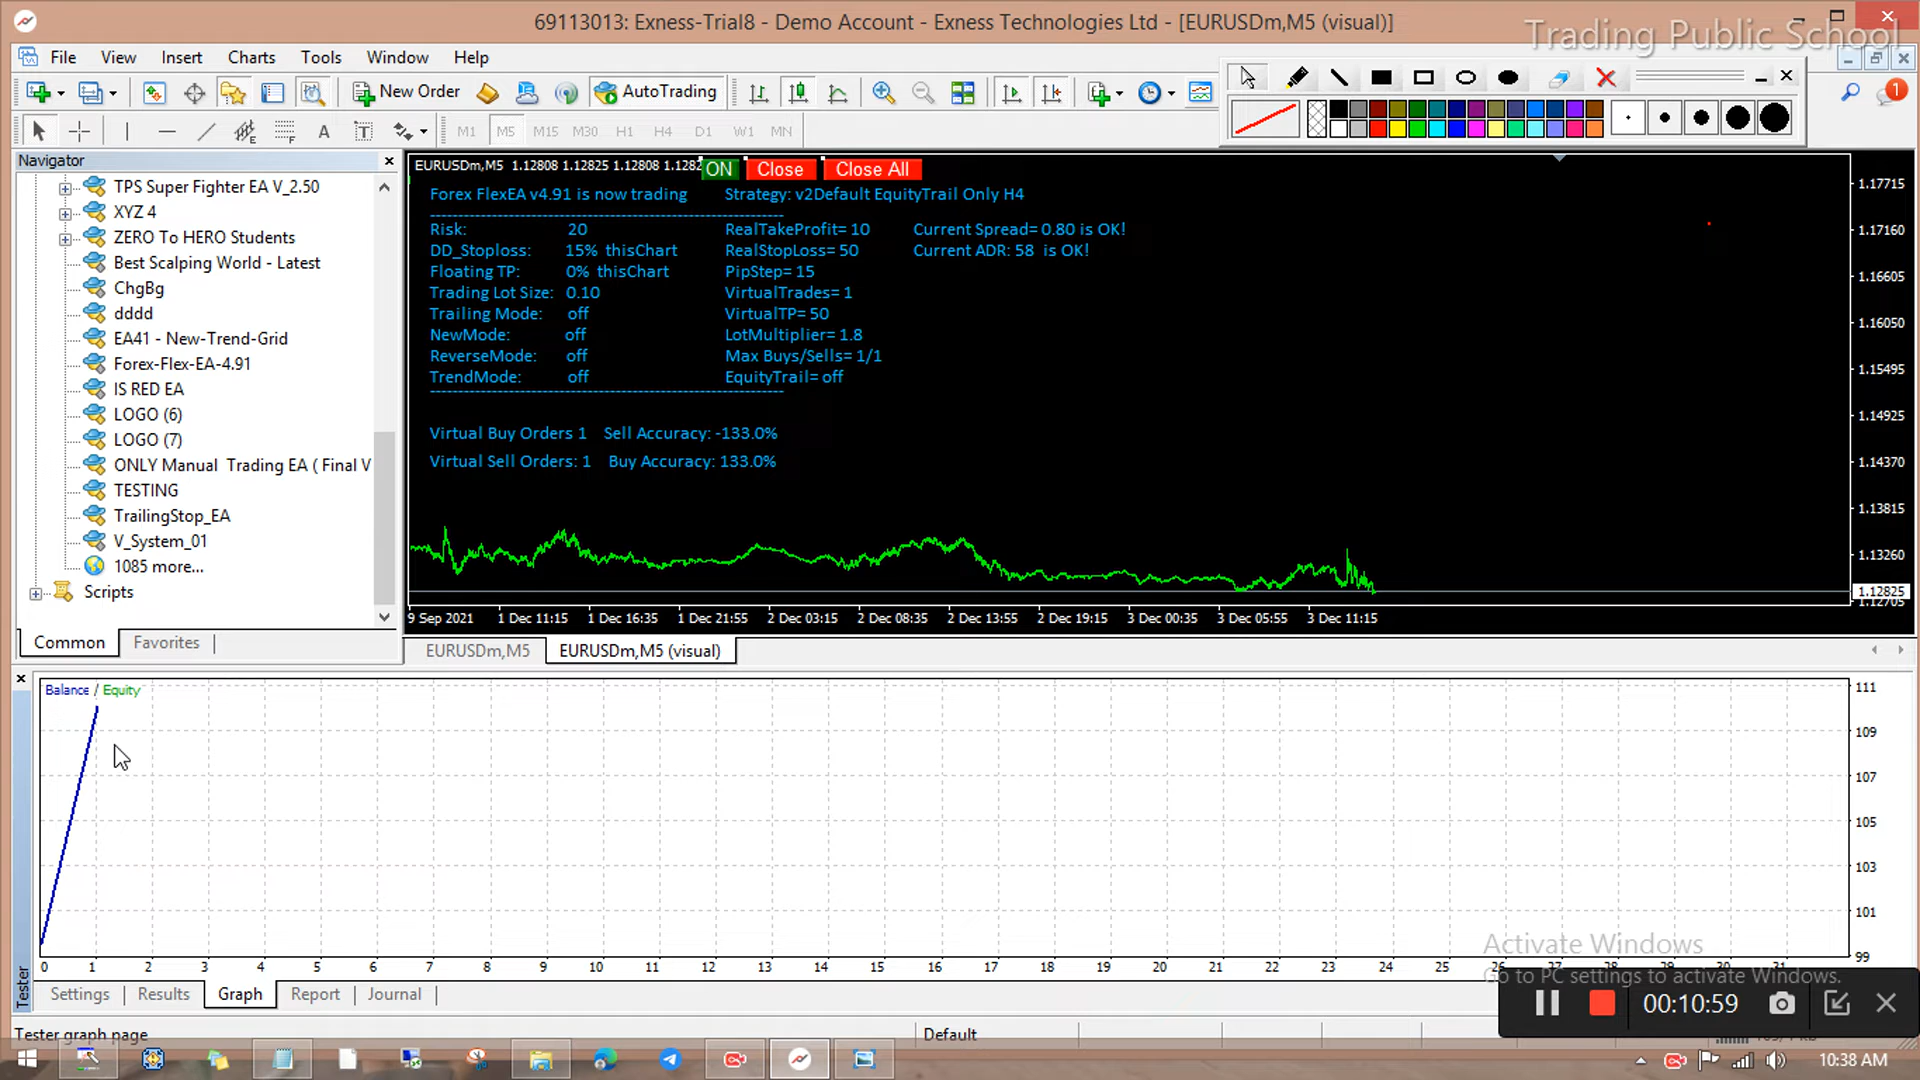 69113013: Exness-Trial8 - Demo Account - Exness Technologies Ltd - [EURUSDm,M5 (visual)]
Trading Public School
File View Insert Charts Tools Window Help
New Order AutoTrading
1
M1 M5 M15 M30 H1 H4 D1 W1 MN
Navigator
TPS Super Fighter EA V_2.50
XYZ 4
ZERO To HERO Students
Best Scalping World - Latest
ChgBg
dddd
EA41 - New-Trend-Grid
Forex-Flex-EA-4.91
IS RED EA
LOGO (6)
LOGO (7)
ONLY Manual Trading EA ( Final V
TESTING
TrailingStop_EA
V_System_01
1085 more...
Scripts
Common Favorites
EURUSDm,M5 1.12808 1.12825 1.12808 1.1282
ON Close Close All
Forex FlexEA v4.91 is now trading Strategy: v2Default EquityTrail Only H4
Risk: 20 RealTakeProfit= 10 Current Spread= 0.80 is OK!
DD_Stoploss: 15% thisChart RealStopLoss= 50 Current ADR: 58 is OK!
Floating TP: 0% thisChart PipStep= 15
Trading Lot Size: 0.10 VirtualTrades= 1
Trailing Mode: off VirtualTP= 50
NewMode: off LotMultiplier= 1.8
ReverseMode: off Max Buys/Sells= 1/1
TrendMode: off EquityTrail= off
Virtual Buy Orders 1 Sell Accuracy: -133.0%
Virtual Sell Orders: 1 Buy Accuracy: 133.0%
1.17715
1.17160
1.16605
1.16050
1.15495
1.14925
1.14370
1.13815
1.13260
1.12825
1.12705
9 Sep 2021 1 Dec 11:15 1 Dec 16:35 1 Dec 21:55 2 Dec 03:15 2 Dec 08:35 2 Dec 13:55 2 Dec 19:15 3 Dec 00:35 3 Dec 05:55 3 Dec 11:15
EURUSDm,M5 EURUSDm,M5 (visual)
Balance / Equity
111
109
107
105
103
101
99
0 1 2 3 4 5 6 7 8 9 10 11 12 13 14 15 16 17 18 19 20 21 22 23 24 25
Activate Windows
Go to PC settings to activate Windows.
Tester
Settings Results Graph Report Journal
00:10:59
Tester graph page Default
10:38 AM